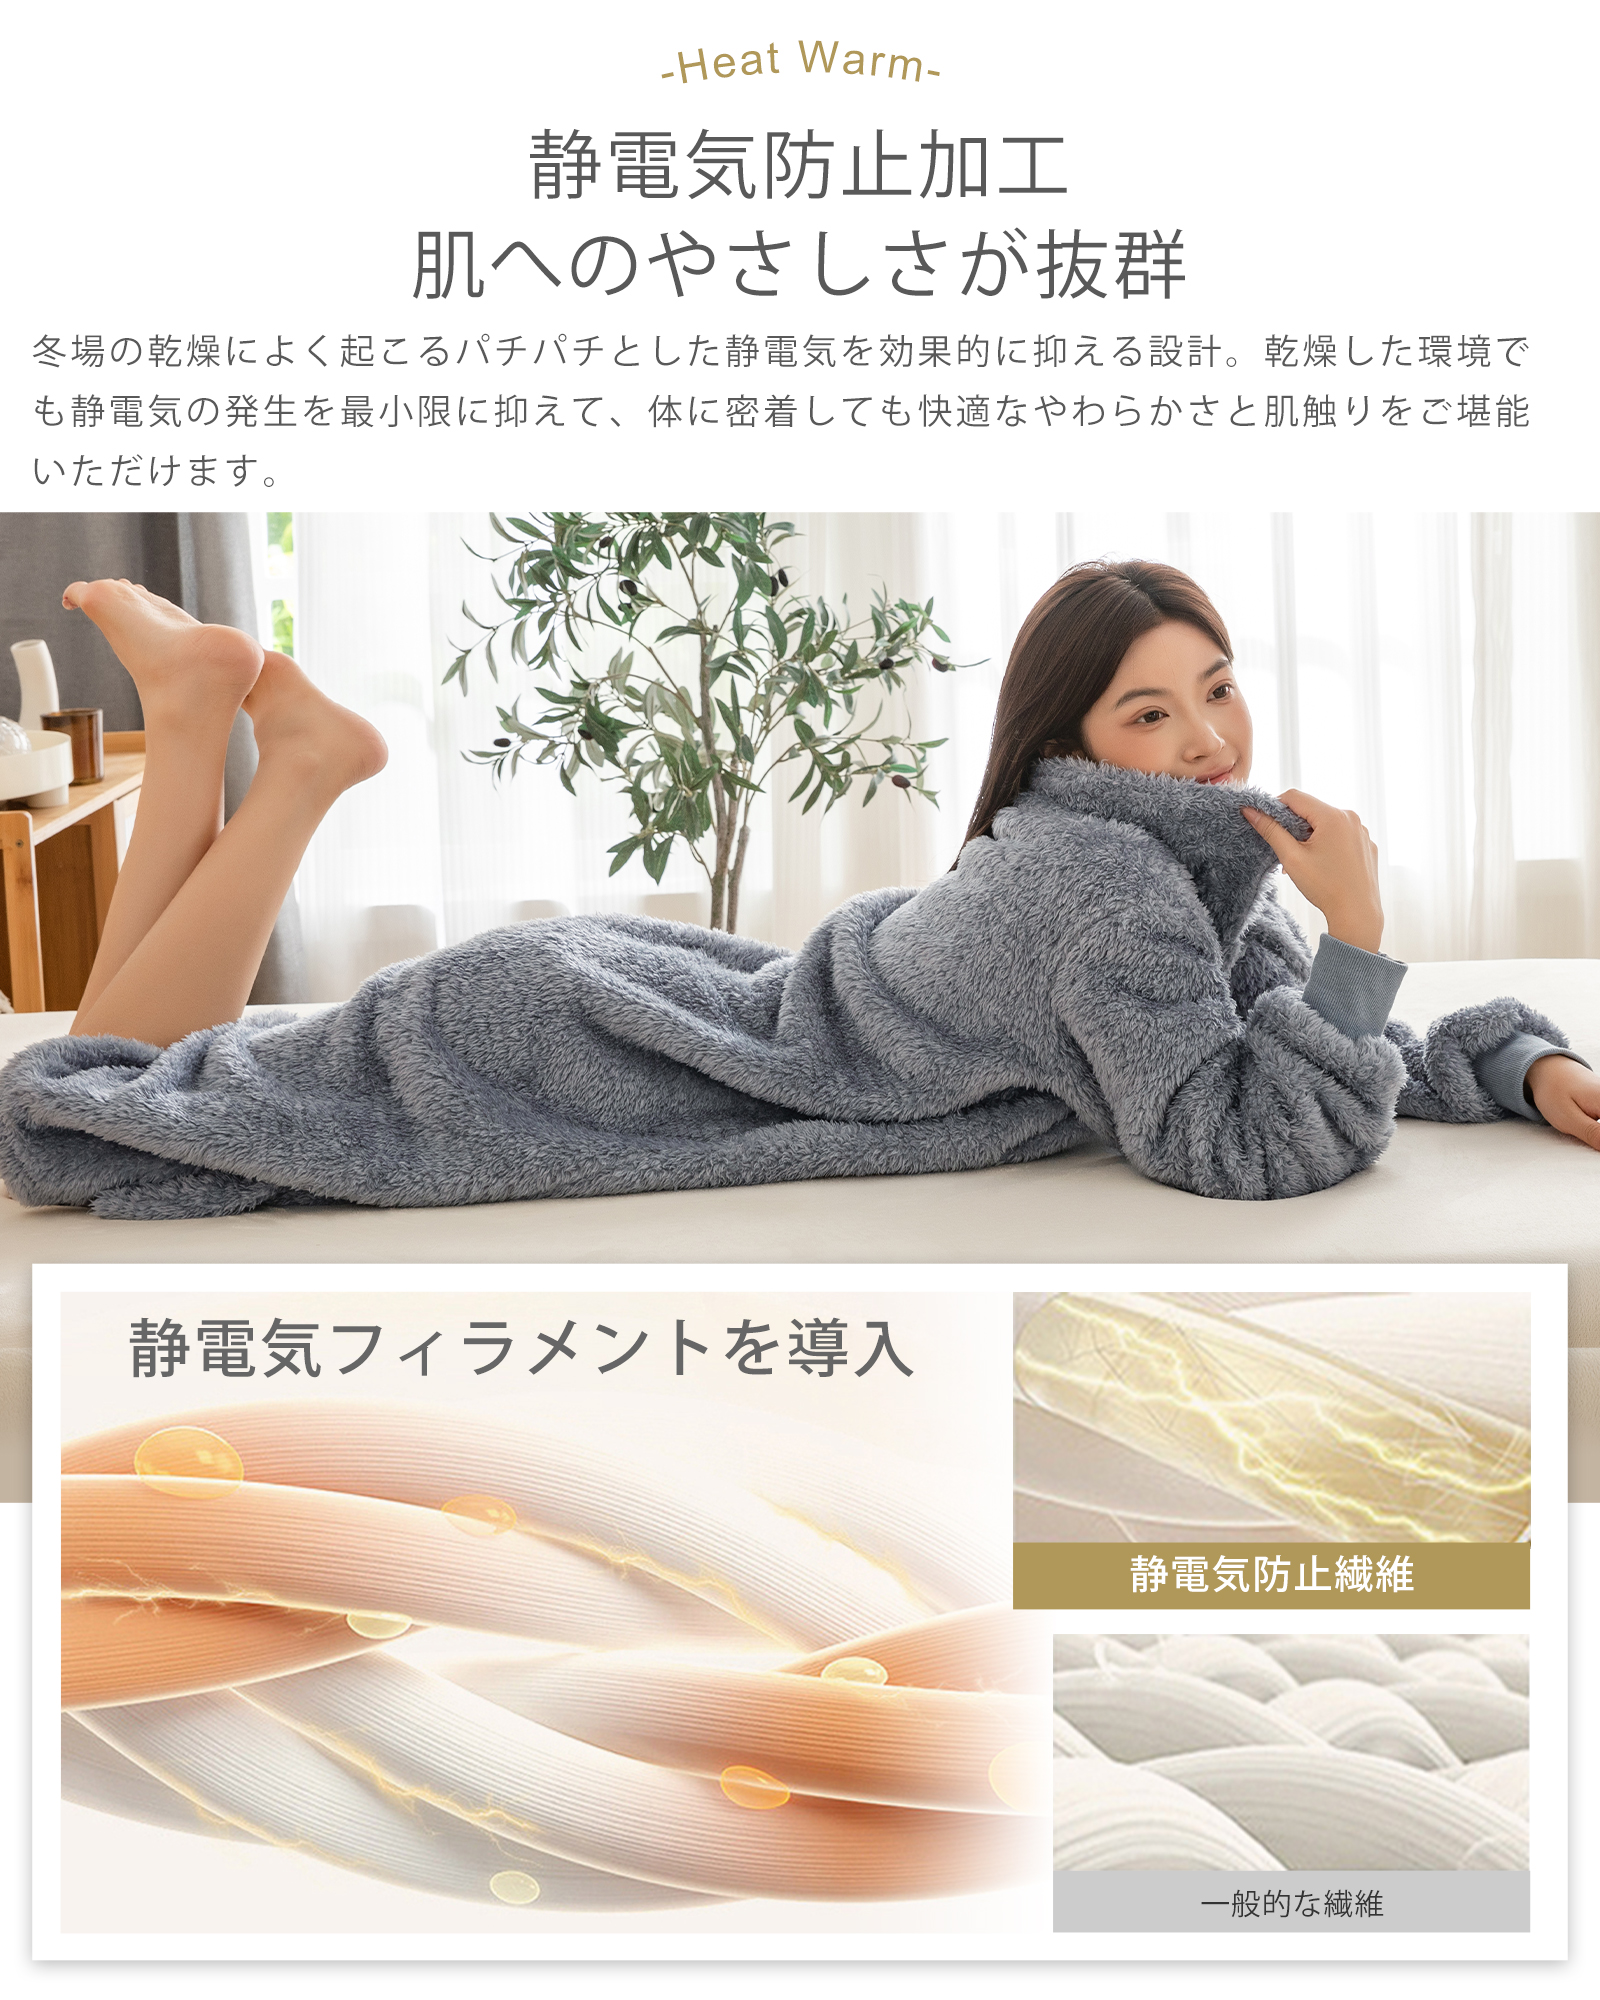 -Heat Warm-
静電気防止加工
肌へのやさしさが抜群
冬場の乾燥によく起こるパチパチとした静電気を効果的に抑える設計。乾燥した環境で
も静電気の発生を最小限に抑えて、体に密着しても快適なやわらかさと肌触りをご堪能
いただけます。
静電気フィラメントを導入
静電気防止繊維
一般的な繊維